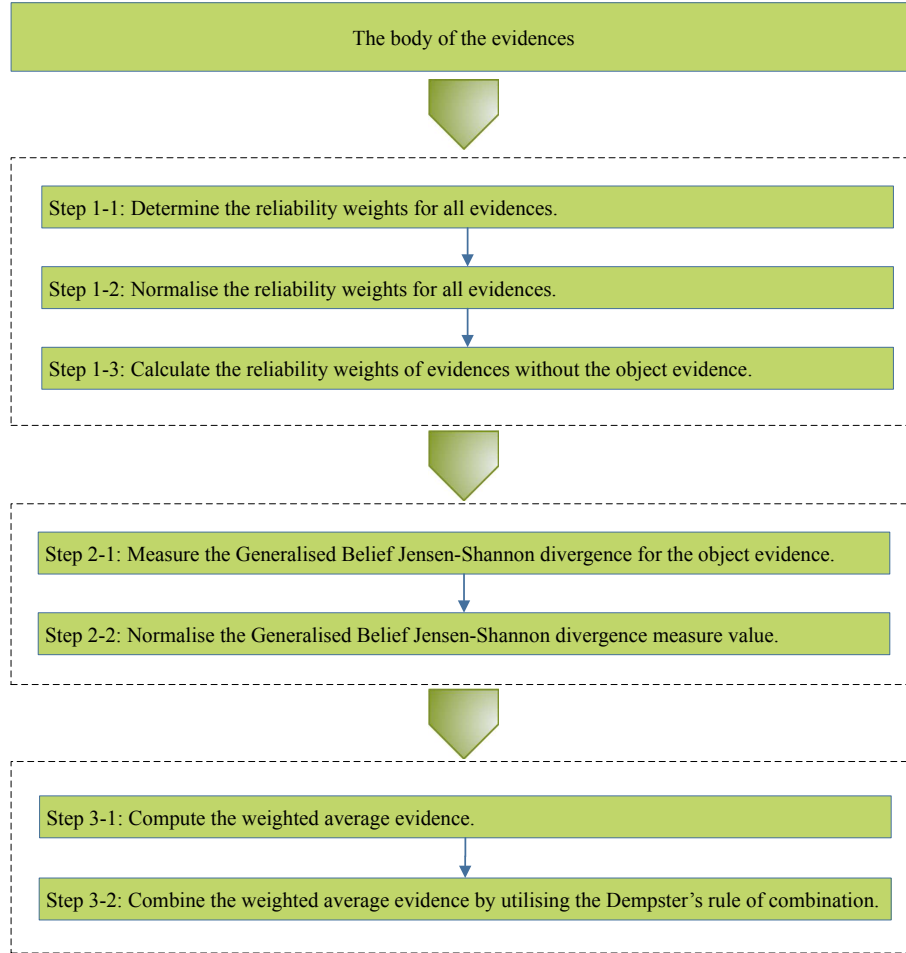 The body of the evidences
Step 1-1: Determine the reliability weights for all evidences.
Step 1-2: Normalise the reliability weights for all evidences.
Step 1-3: Calculate the reliability weights of evidences without the object evidence.
Step 2-1: Measure the Generalised Belief Jensen-Shannon divergence for the object evidence.
Step 2-2: Normalise the Generalised Belief Jensen-Shannon divergence measure value.
Step 3-1: Compute the weighted average evidence.
Step 3-2: Combine the weighted average evidence by utilising the Dempster’s rule of combination.